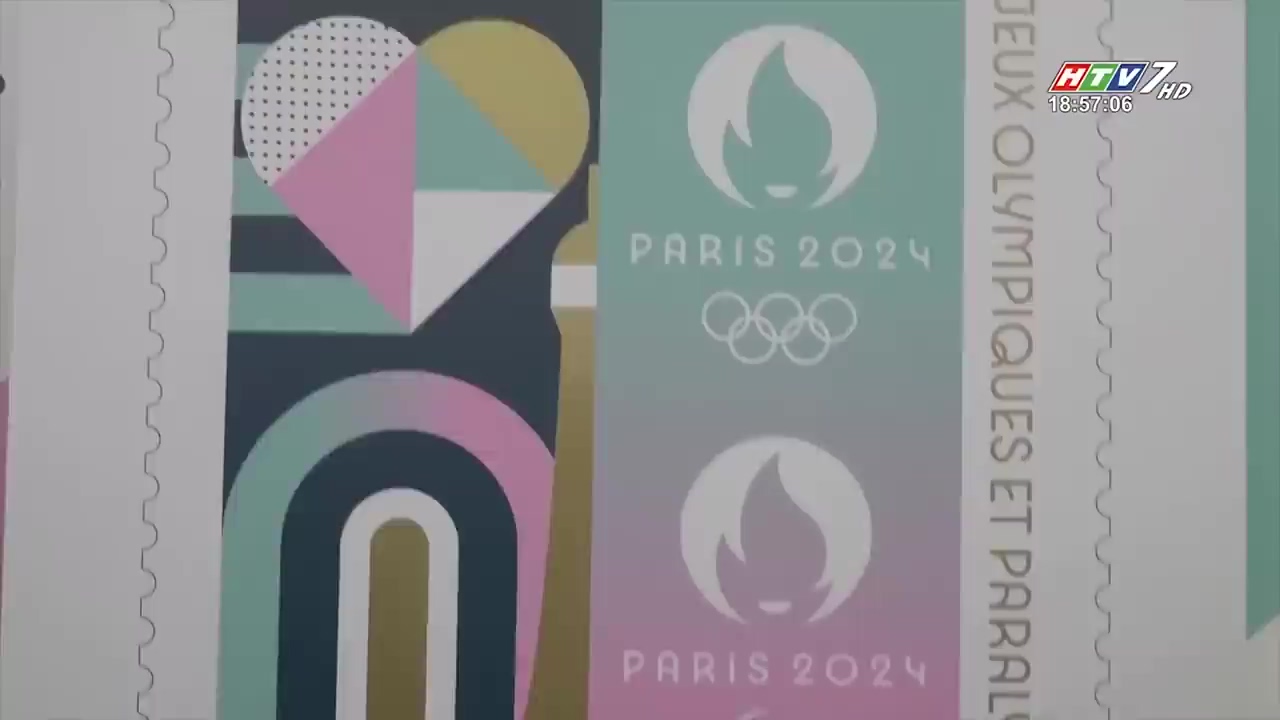 HTV7 HD
18:57:06
PARIS 2024
PARIS 2024
JEUX OLYMPIQUES ET PARALY